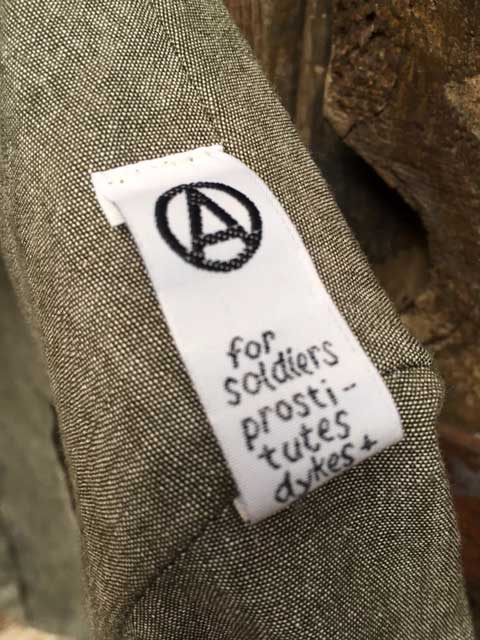 A
for
soldiers
prosti-
tutes
dykes+